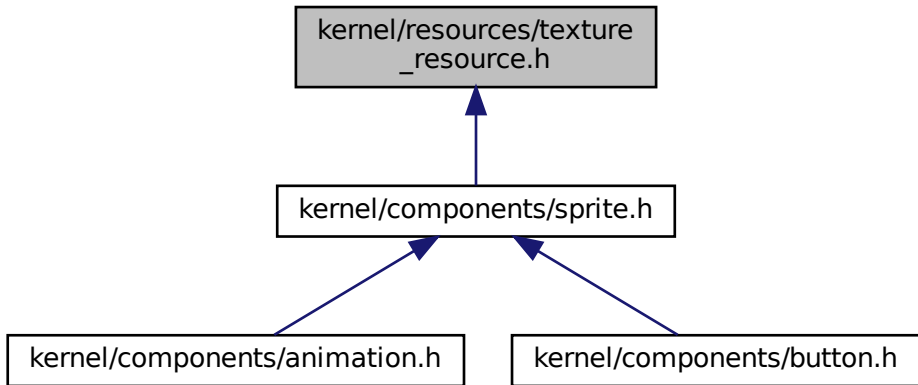 kernel/resources/texture
_resource.h
kernel/components/sprite.h
kernel/components/animation.h
kernel/components/button.h